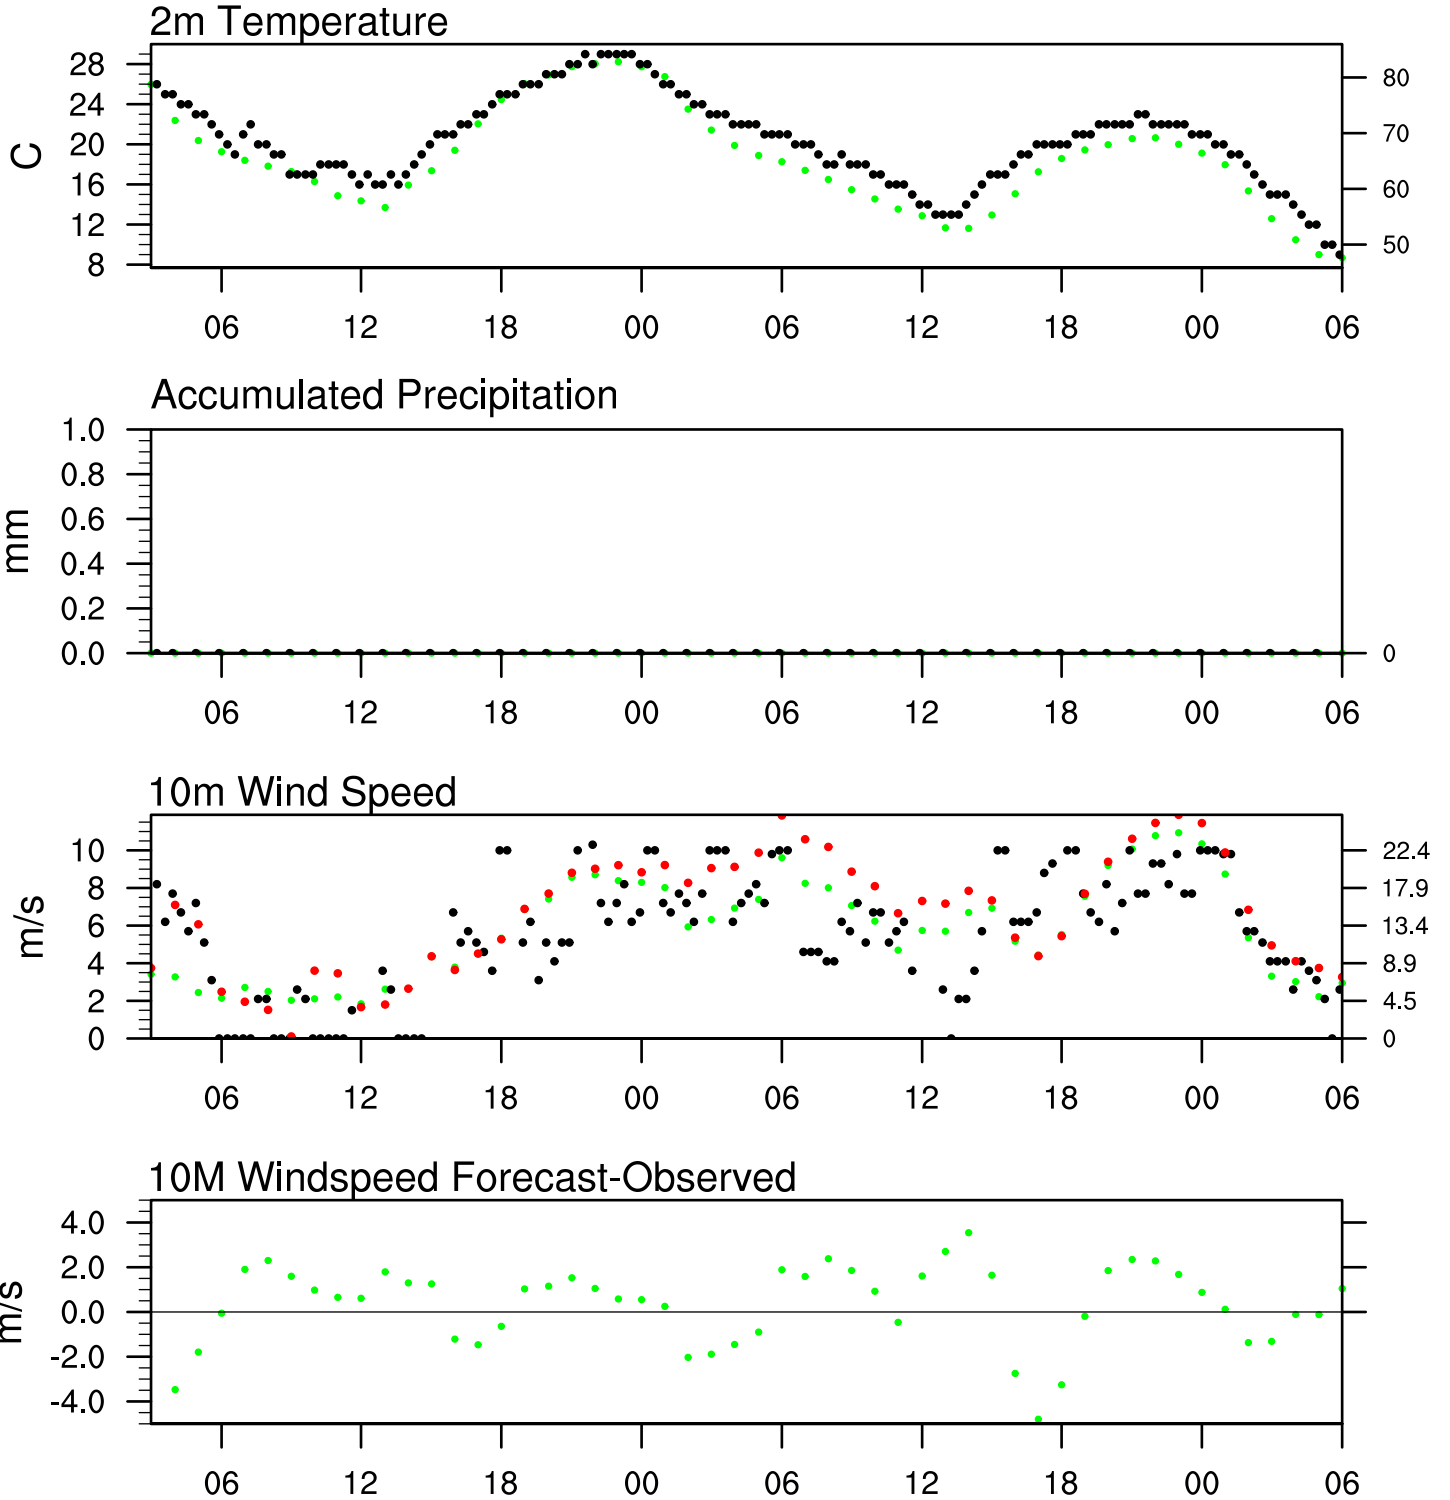 2m Temperature
28
24
20
16
12
8
C
80
70
60
50
06 12 18 00 06 12 18 00 06
Accumulated Precipitation
1.0
0.8
0.6
0.4
0.2
0.0
mm
0
06 12 18 00 06 12 18 00 06
10m Wind Speed
10
8
6
4
2
0
m/s
22.4
17.9
13.4
8.9
4.5
0
06 12 18 00 06 12 18 00 06
10M Windspeed Forecast-Observed
4.0
2.0
0.0
-2.0
-4.0
m/s
06 12 18 00 06 12 18 00 06